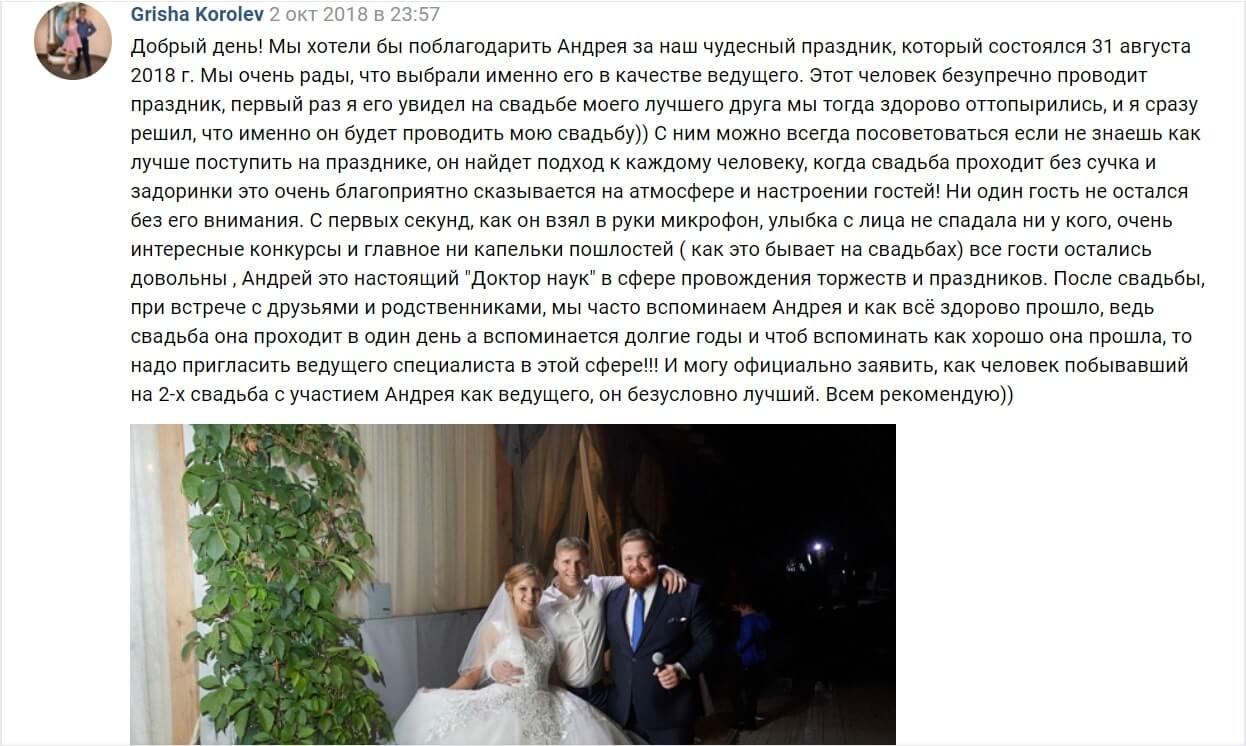 Grisha Korolev 2 окт 2018 в 23:57
Добрый день! Мы хотели бы поблагодарить Андрея за наш чудесный праздник, который состоялся 31 августа
2018 г. Мы очень рады, что выбрали именно его в качестве ведущего. Этот человек безупречно проводит
праздник, первый раз я его увидел на свадьбе моего лучшего друга мы тогда здорово оттопырились, и я сразу
решил, что именно он будет проводить мою свадьбу)) С ним можно всегда посоветоваться если не знаешь как
лучше поступить на празднике, он найдет подход к каждому человеку, когда свадьба проходит без сучка и
задоринки это очень благоприятно сказывается на атмосфере и настроении гостей! Ни один гость не остался
без его внимания. С первых секунд, как он взял в руки микрофон, улыбка с лица не спадала ни у кого, очень
интересные конкурсы и главное ни капельки пошлостей ( как это бывает на свадьбах) все гости остались
довольны , Андрей это настоящий "Доктор наук" в сфере провождения торжеств и праздников. После свадьбы,
при встрече с друзьями и родственниками, мы часто вспоминаем Андрея и как всё здорово прошло, ведь
свадьба она проходит в один день а вспоминается долгие годы и чтоб вспоминать как хорошо она прошла, то
надо пригласить ведущего специалиста в этой сфере!!! И могу официально заявить, как человек побывавший
на 2-х свадьба с участием Андрея как ведущего, он безусловно лучший. Всем рекомендую))